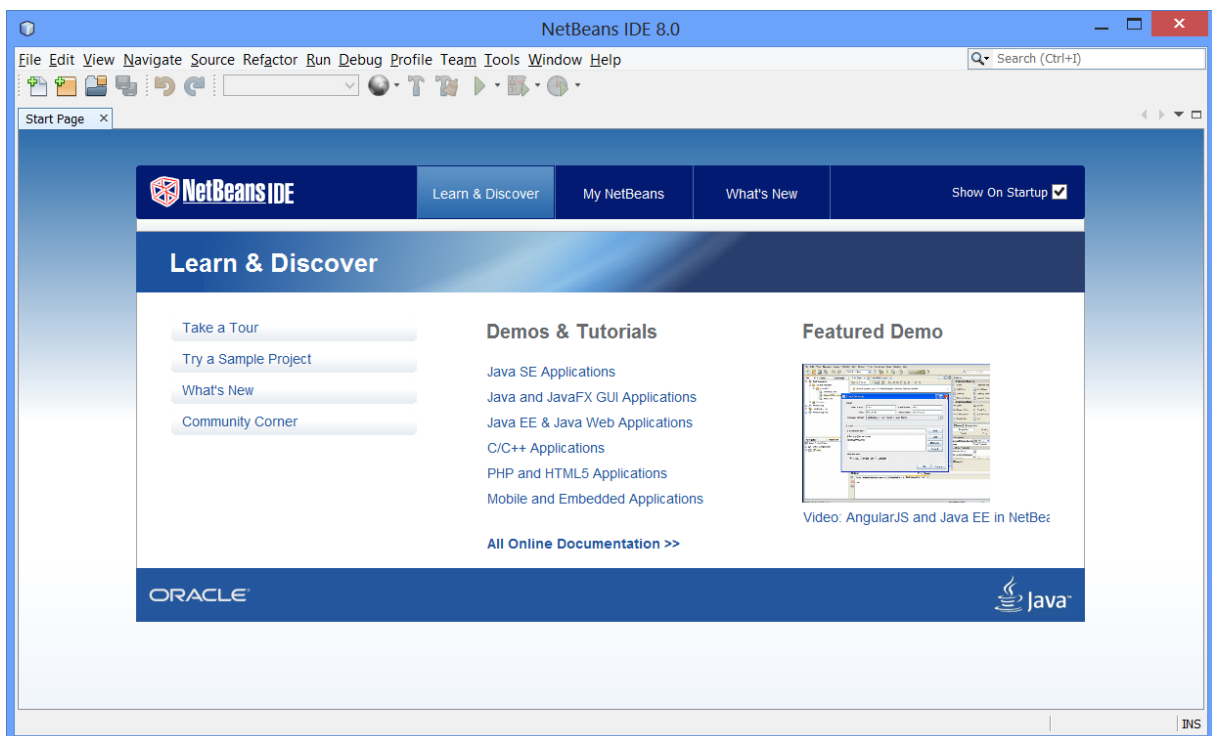 NetBeans IDE 8.0
File Edit View Navigate Source Refactor Run Debug Profile Team Tools Window Help
Search (Ctrl+I)
Start Page
NetBeans IDE
Learn & Discover
My NetBeans
What's New
Show On Startup
Learn & Discover
Take a Tour
Try a Sample Project
What's New
Community Corner
Demos & Tutorials
Java SE Applications
Java and JavaFX GUI Applications
Java EE & Java Web Applications
C/C++ Applications
PHP and HTML5 Applications
Mobile and Embedded Applications
All Online Documentation >>
Featured Demo
Video: AngularJS and Java EE in NetBea
ORACLE
Java
INS